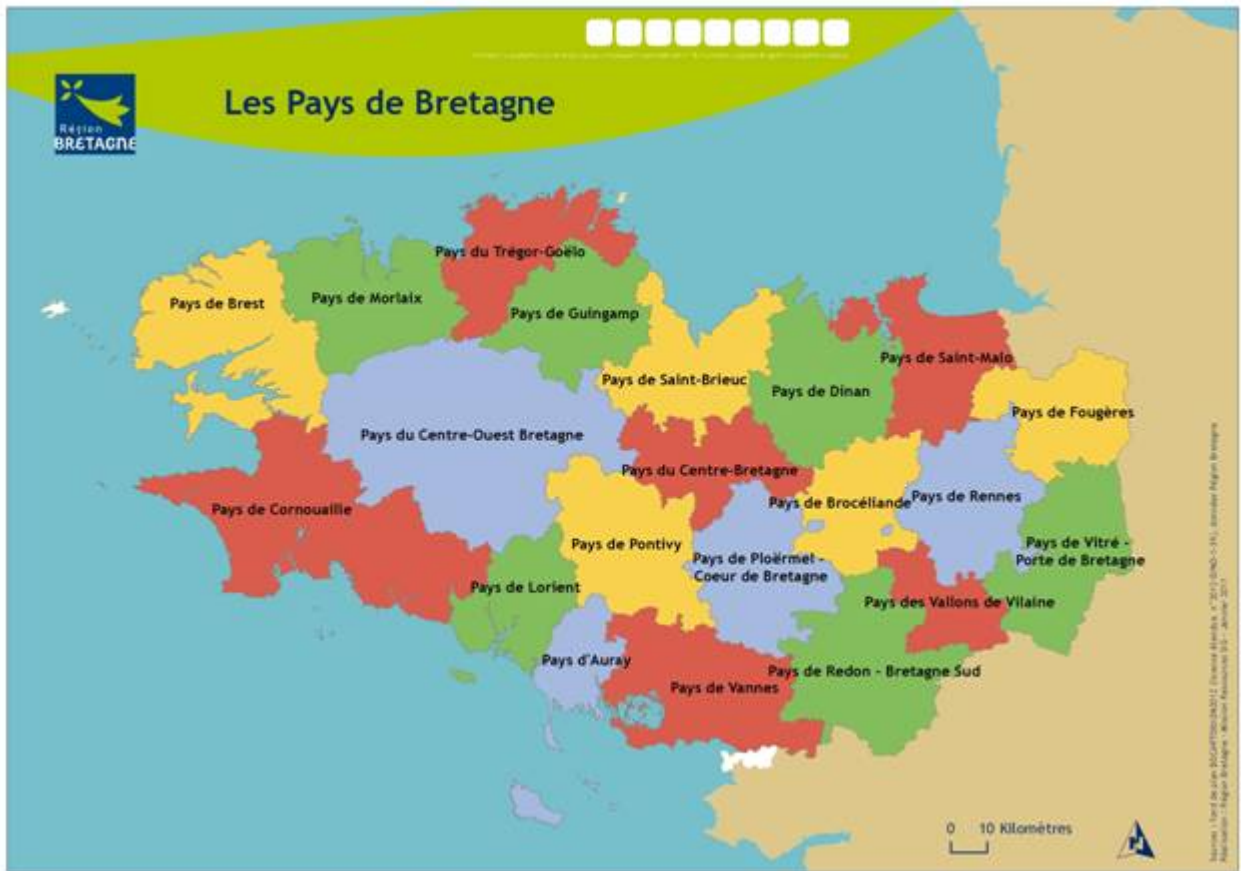 Les Pays de Bretagne
Région
BRETAGNE
Pays du Trégor-Goëlo
Pays de Brest
Pays de Morlaix
Pays de Guingamp
Pays de Saint-Malo
Pays de Saint-Brieuc
Pays de Dinan
Pays de Fougères
Pays du Centre-Ouest Bretagne
Pays du Centre-Bretagne
Pays de Brocéliande
Pays de Rennes
Pays de Cornouaille
Pays de Pontivy
Pays de Ploërmel -
Coeur de Bretagne
Pays de Vitré -
Porte de Bretagne
Pays de Lorient
Pays des Vallons de Vilaine
Pays d'Auray
Pays de Vannes
Pays de Redon - Bretagne Sud
0 10 Kilomètres